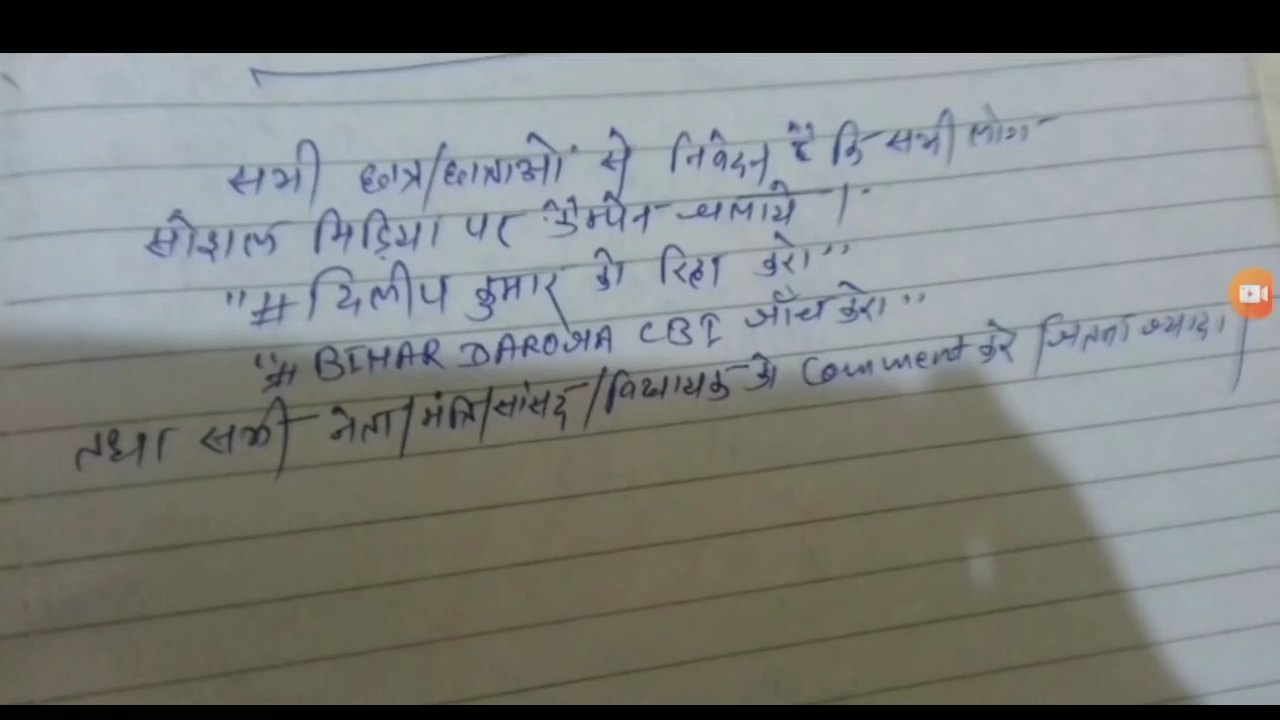 सभी छात्र/छात्राओं से निवेदन है कि सभी लोग
सोशल मिडिया पर कैम्पेन चलाये ।
"# दिलीप कुमार को रिहा करो"
"# BIHAR DAROGA CBI जाँच करो"
तथा सभी नेता/मंत्रि/सांसद/विधायक को Comment करे जितना ज्यादा